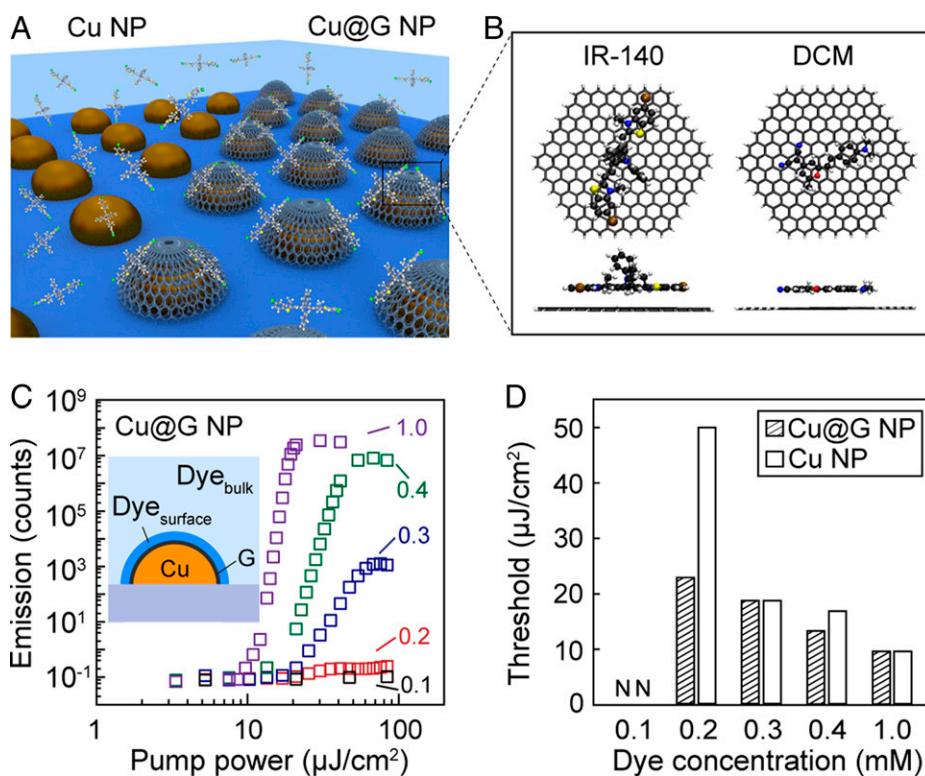 A
Cu NP
Cu@G NP
B
IR-140
DCM
C
Emission (counts)
10⁹
10⁷
10⁵
10³
10¹
10⁻¹
Cu@G NP
Dye_bulk
Dye_surface
G
Cu
1.0
0.4
0.3
0.2
0.1
1
10
100
Pump power (μJ/cm²)
D
Threshold (μJ/cm²)
50
40
30
20
10
0
Cu@G NP
Cu NP
N N
0.1
0.2
0.3
0.4
1.0
Dye concentration (mM)